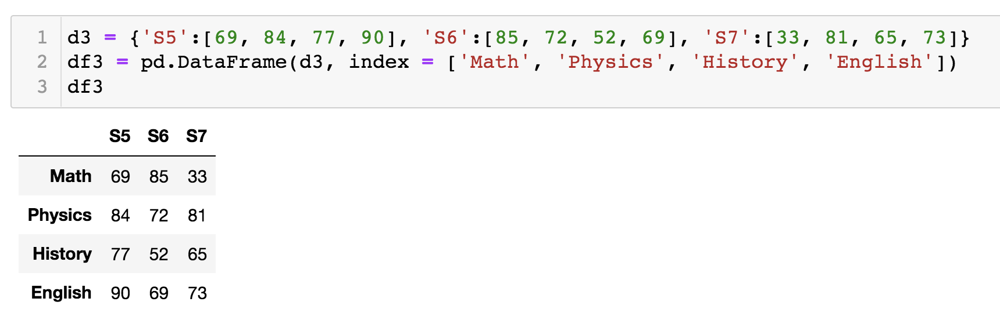 1 d3 = {'S5':[69, 84, 77, 90], 'S6':[85, 72, 52, 69], 'S7':[33, 81, 65, 73]}
2 df3 = pd.DataFrame(d3, index = ['Math', 'Physics', 'History', 'English'])
3 df3
S5 S6 S7
Math 69 85 33
Physics 84 72 81
History 77 52 65
English 90 69 73